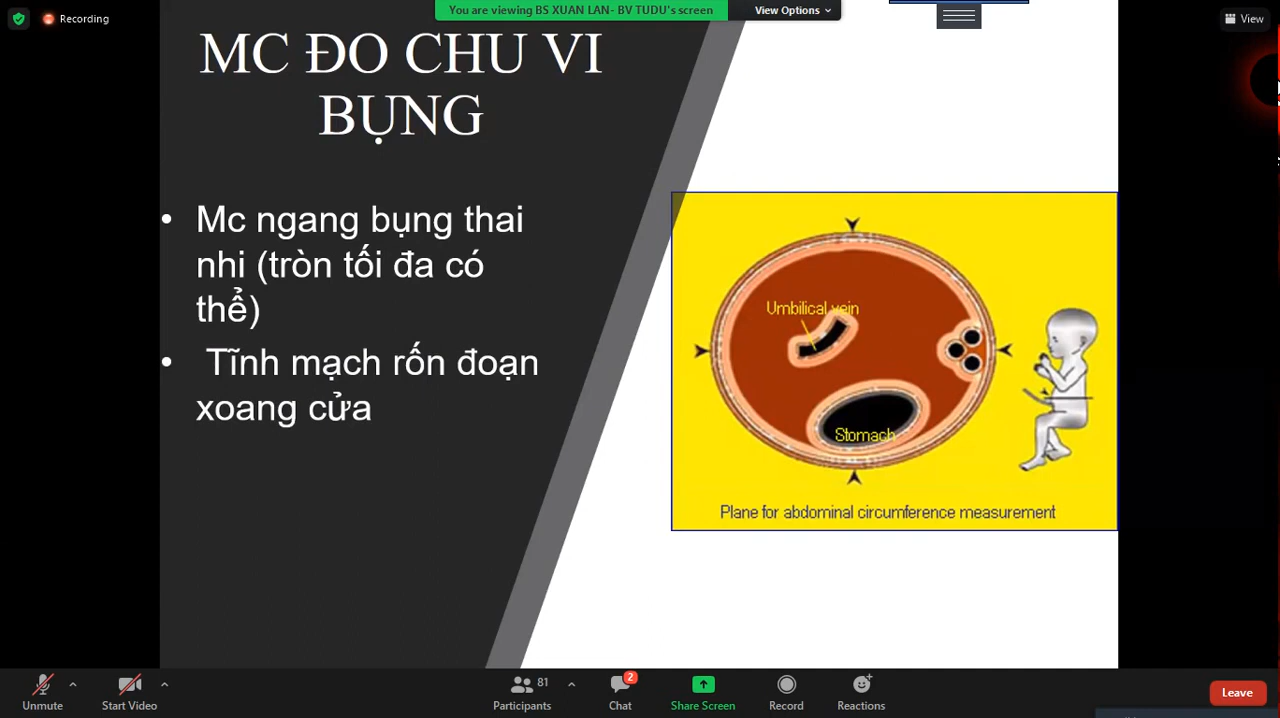 Recording
You are viewing BS XUAN LAN- BV TUDU's screen
View Options
View
MC ĐO CHU VI
BỤNG
• Mc ngang bụng thai
nhi (tròn tối đa có
thể)
• Tĩnh mạch rốn đoạn
xoang cửa
Umbilical vein
Stomach
Plane for abdominal circumference measurement
Unmute
Start Video
81
Participants
2
Chat
Share Screen
Record
Reactions
Leave